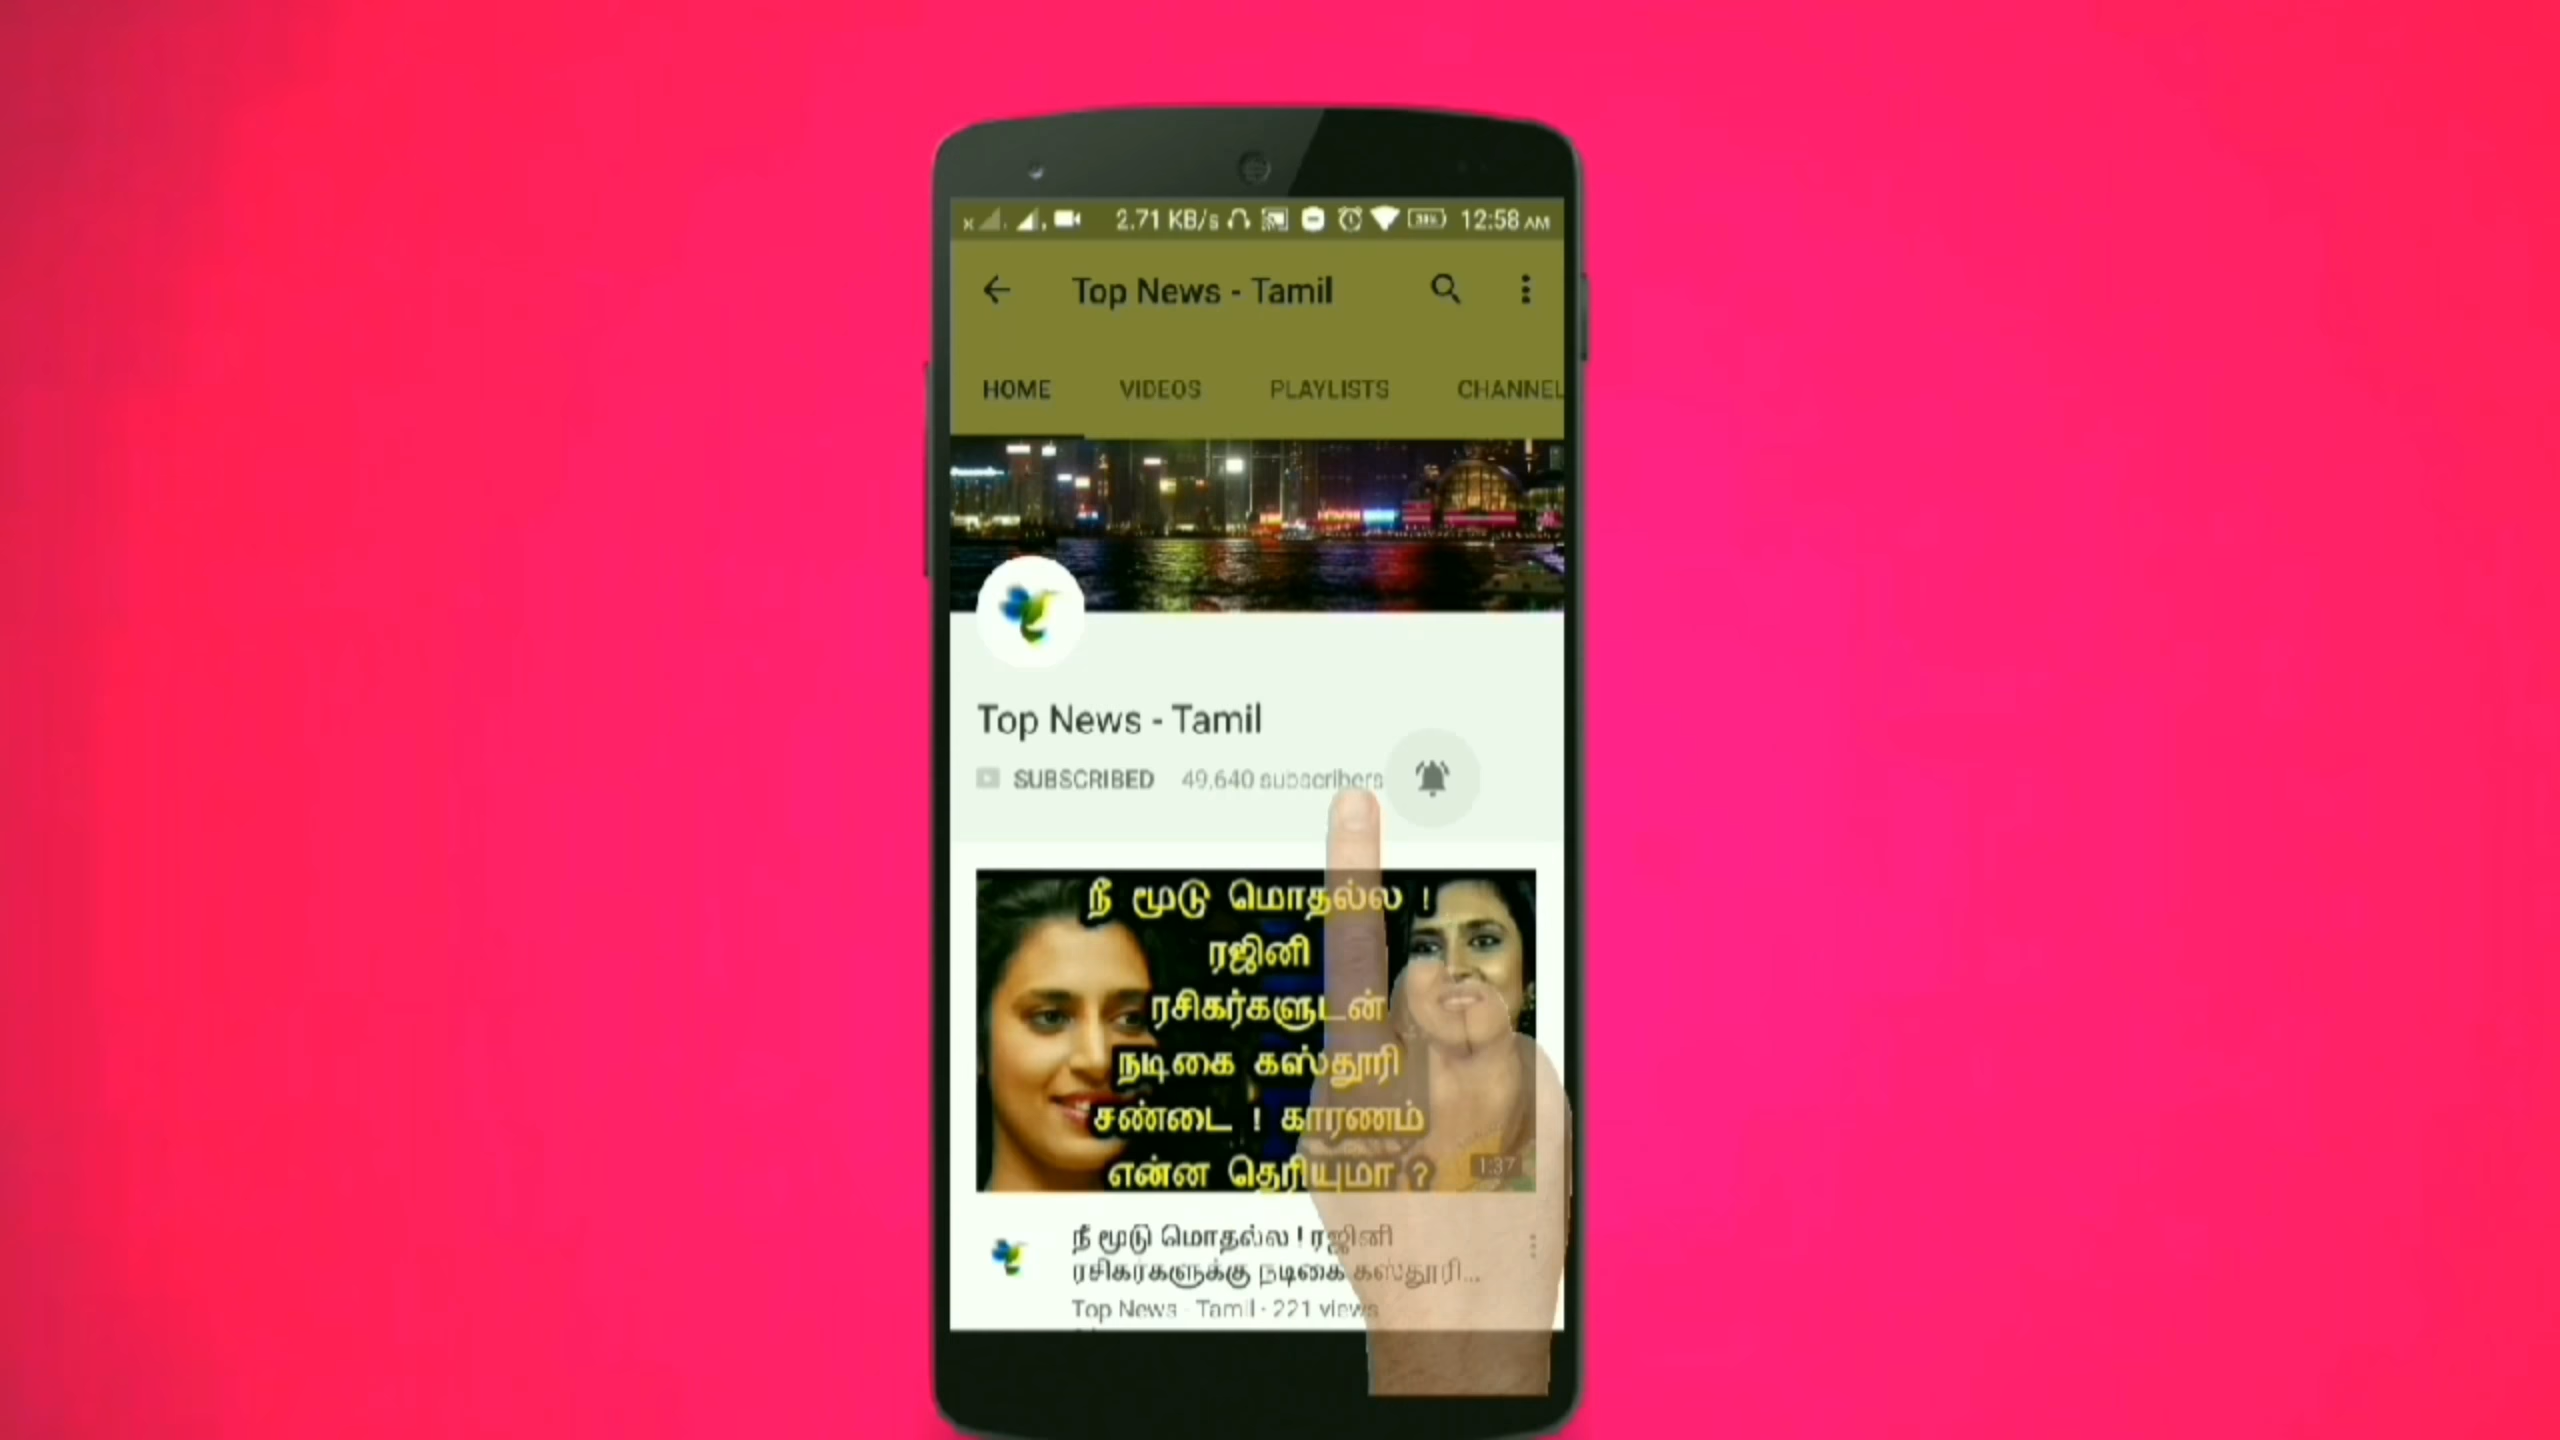 2.71 KB/s 12:58 AM
Top News - Tamil
HOME VIDEOS PLAYLISTS CHANNEL
Top News - Tamil
SUBSCRIBED 49,640 subscribers
நீ மூடு மொதல்ல !
ரஜினி
ரசிகர்களுடன்
நடிகை கஸ்தூரி
சண்டை ! காரணம்
என்ன தெரியுமா ?
1:37
நீ மூடு மொதல்ல ! ரஜினி
ரசிகர்களுக்கு நடிகை கஸ்தூரி...
Top News - Tamil · 221 views